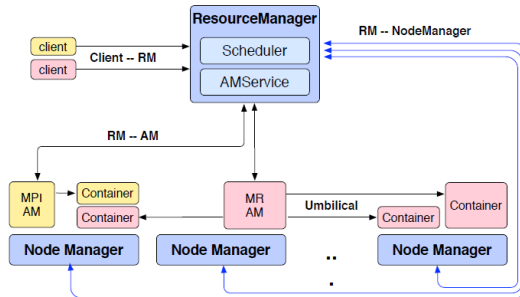 ResourceManager
RM -- NodeManager
client
Client -- RM
client
Scheduler
AMService
RM -- AM
MPI
AM
Container
Container
MR
AM
Umbilical
Container
Container
Node Manager
Node Manager
..
.
Node Manager